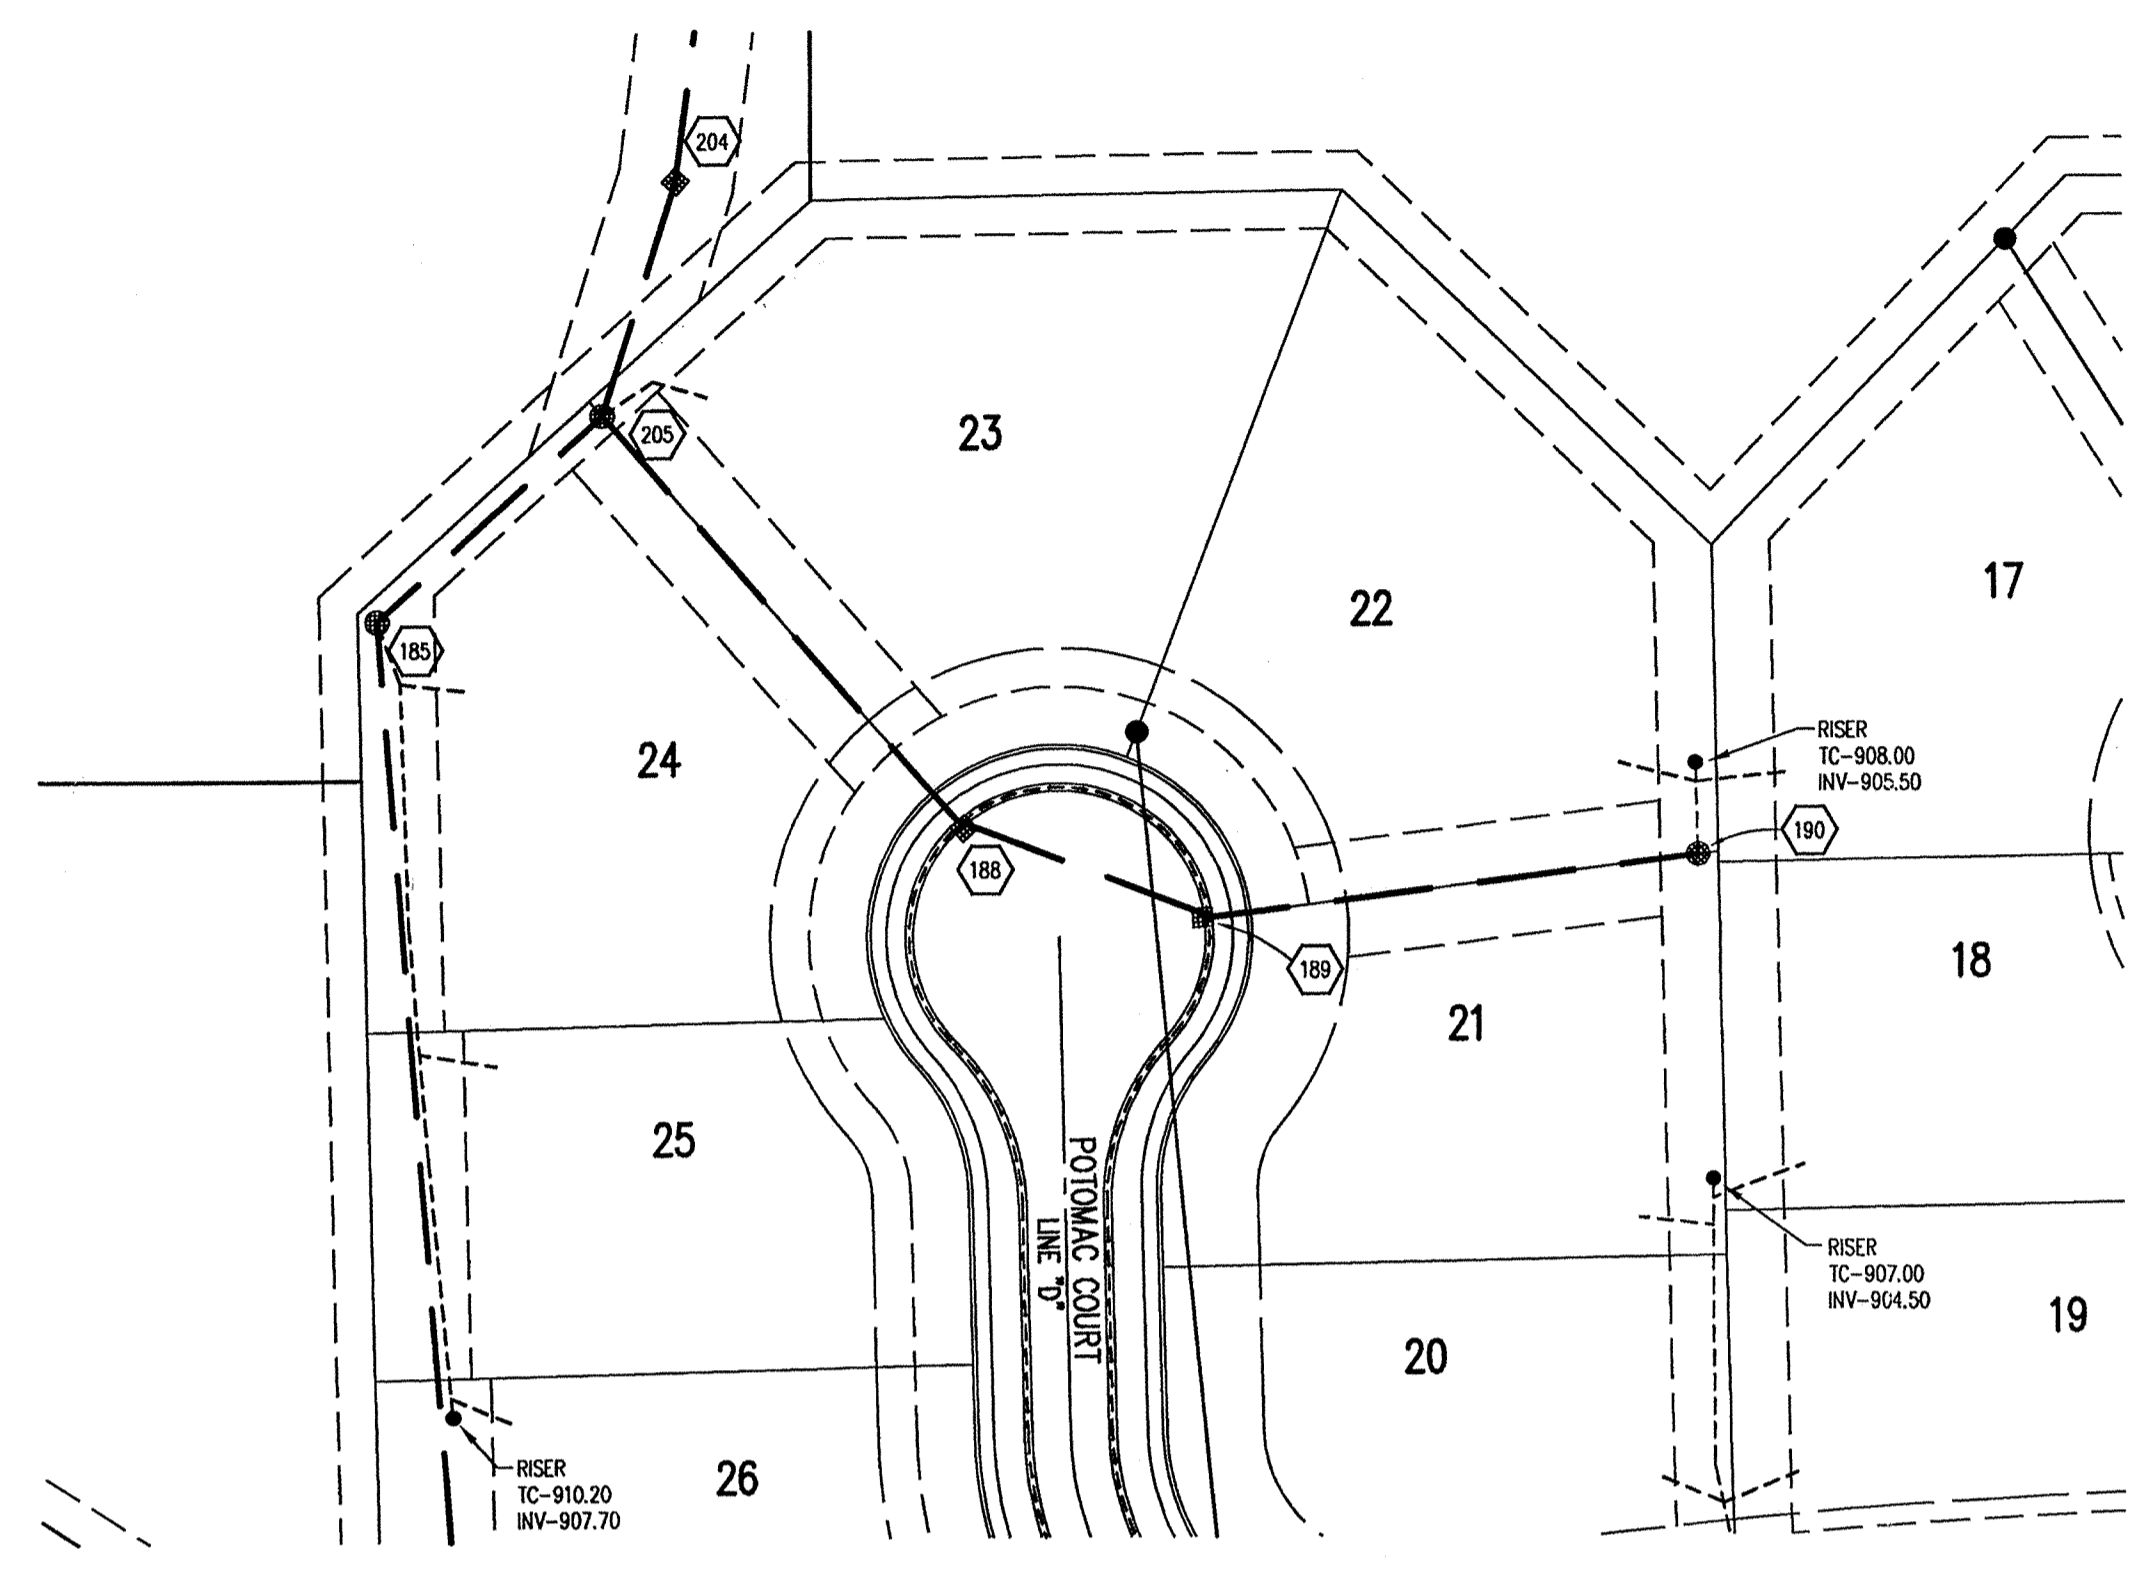 204
205
23
17
22
185
RISER
TC-908.00
INV-905.50
24
190
188
189
18
21
25
POTOMAC COURT
LINE "D"
RISER
TC-907.00
INV-904.50
19
20
RISER
TC-910.20
INV-907.70
26